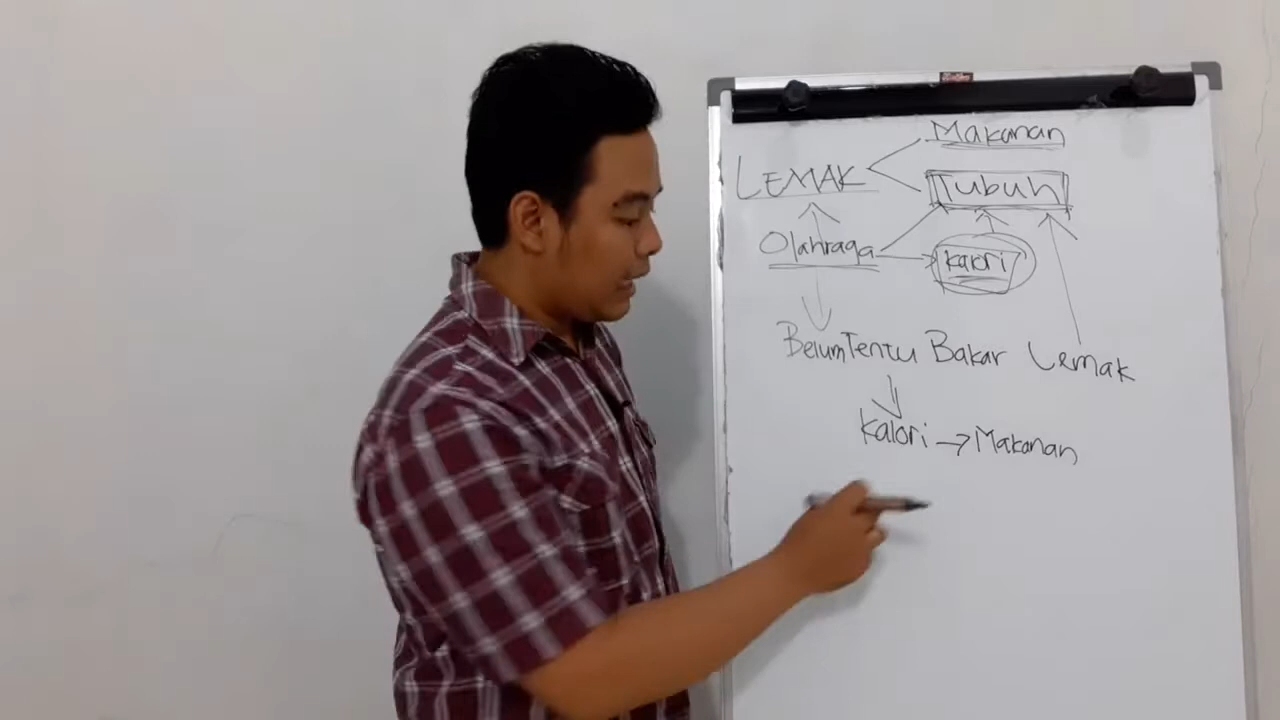 Makanan
LEMAK
Tubuh
Olahraga
Kalori
Belum Tentu Bakar Lemak
Kalori → Makanan